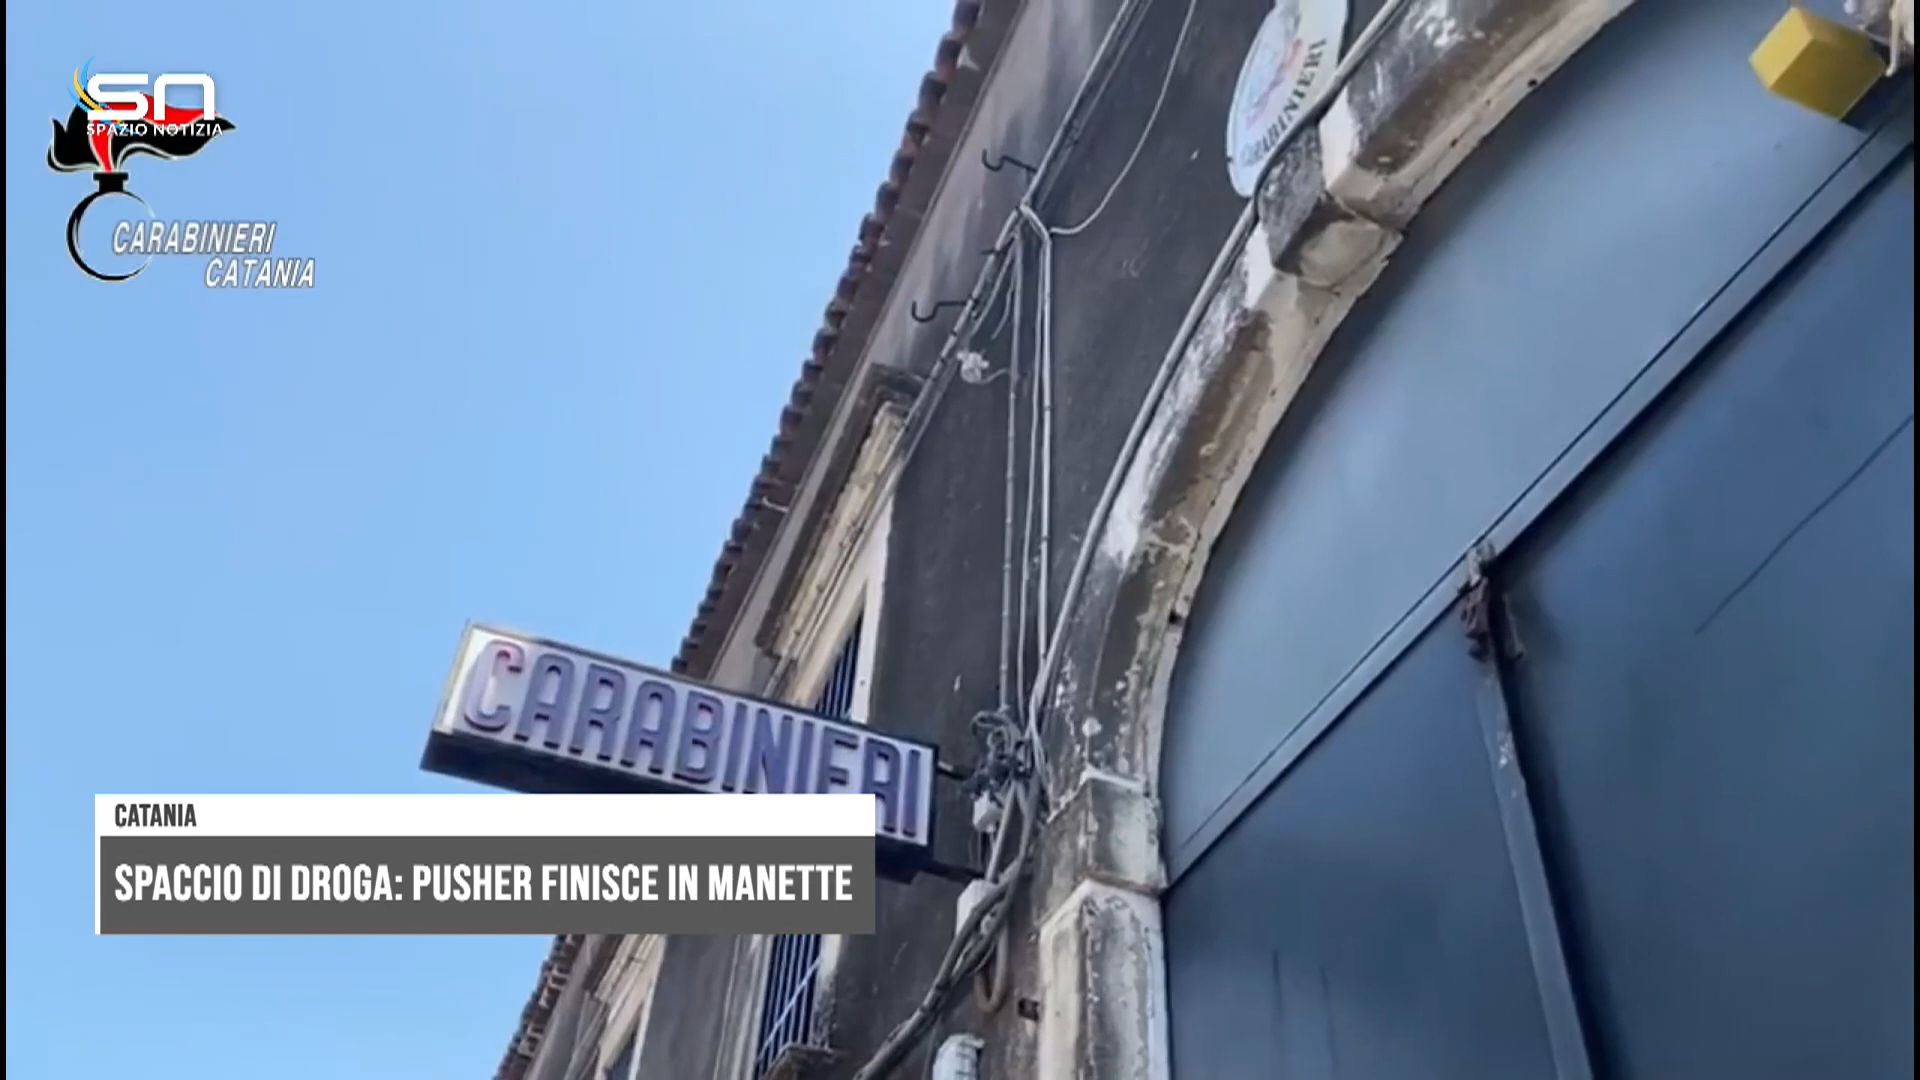 SN
SPAZIO NOTIZIA
CARABINIERI
CATANIA
CARABINIERI
CARABINIERI
CATANIA
SPACCIO DI DROGA: PUSHER FINISCE IN MANETTE